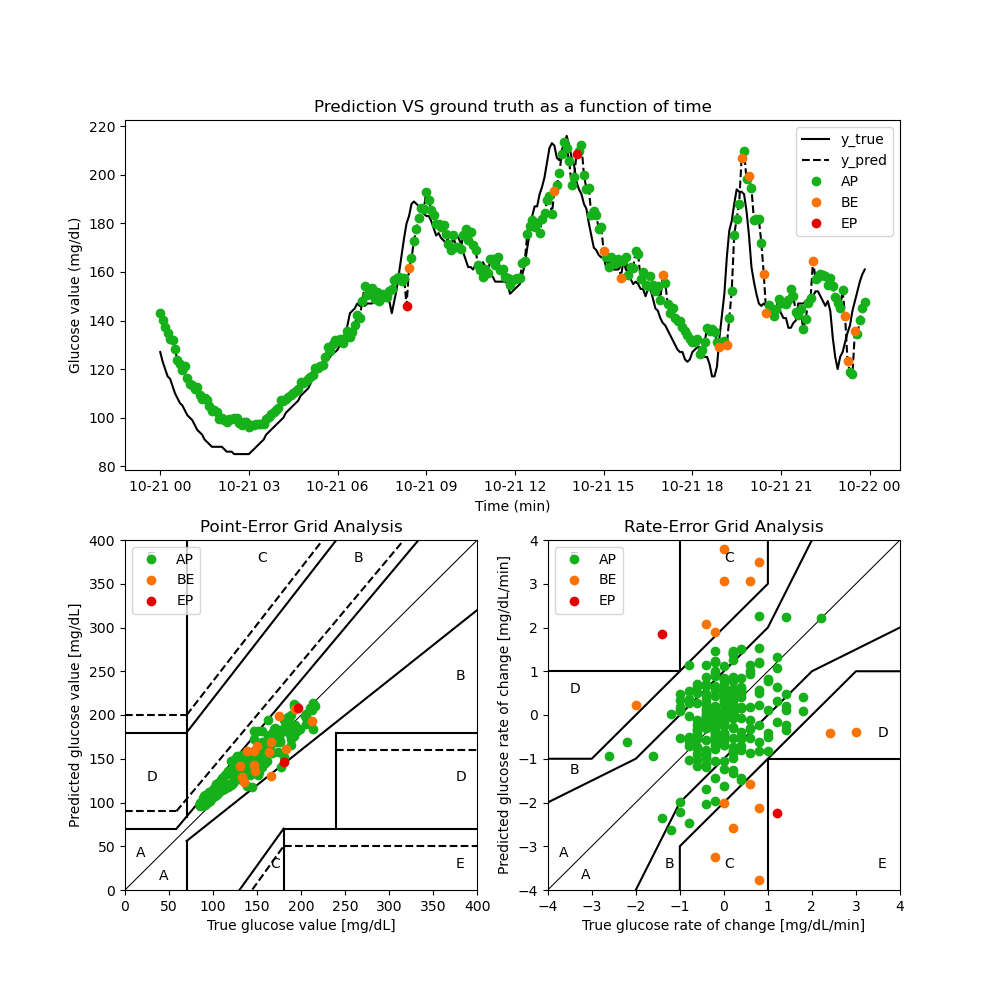 Prediction VS ground truth as a function of time
Glucose value (mg/dL)
220
200
180
160
140
120
100
80
y_true
y_pred
AP
BE
EP
10-21 00 10-21 03 10-21 06 10-21 09 10-21 12 10-21 15 10-21 18 10-21 21 10-22 00
Time (min)
Point-Error Grid Analysis
Predicted glucose value [mg/dL]
400
350
300
250
200
150
100
50
0
AP
BE
EP
C
B
B
D
D
A
A
C
E
0 50 100 150 200 250 300 350 400
True glucose value [mg/dL]
Rate-Error Grid Analysis
Predicted glucose rate of change [mg/dL/min]
4
3
2
1
0
−1
−2
−3
−4
AP
BE
EP
C
D
D
B
A
A
B
C
E
−4 −3 −2 −1 0 1 2 3 4
True glucose rate of change [mg/dL/min]